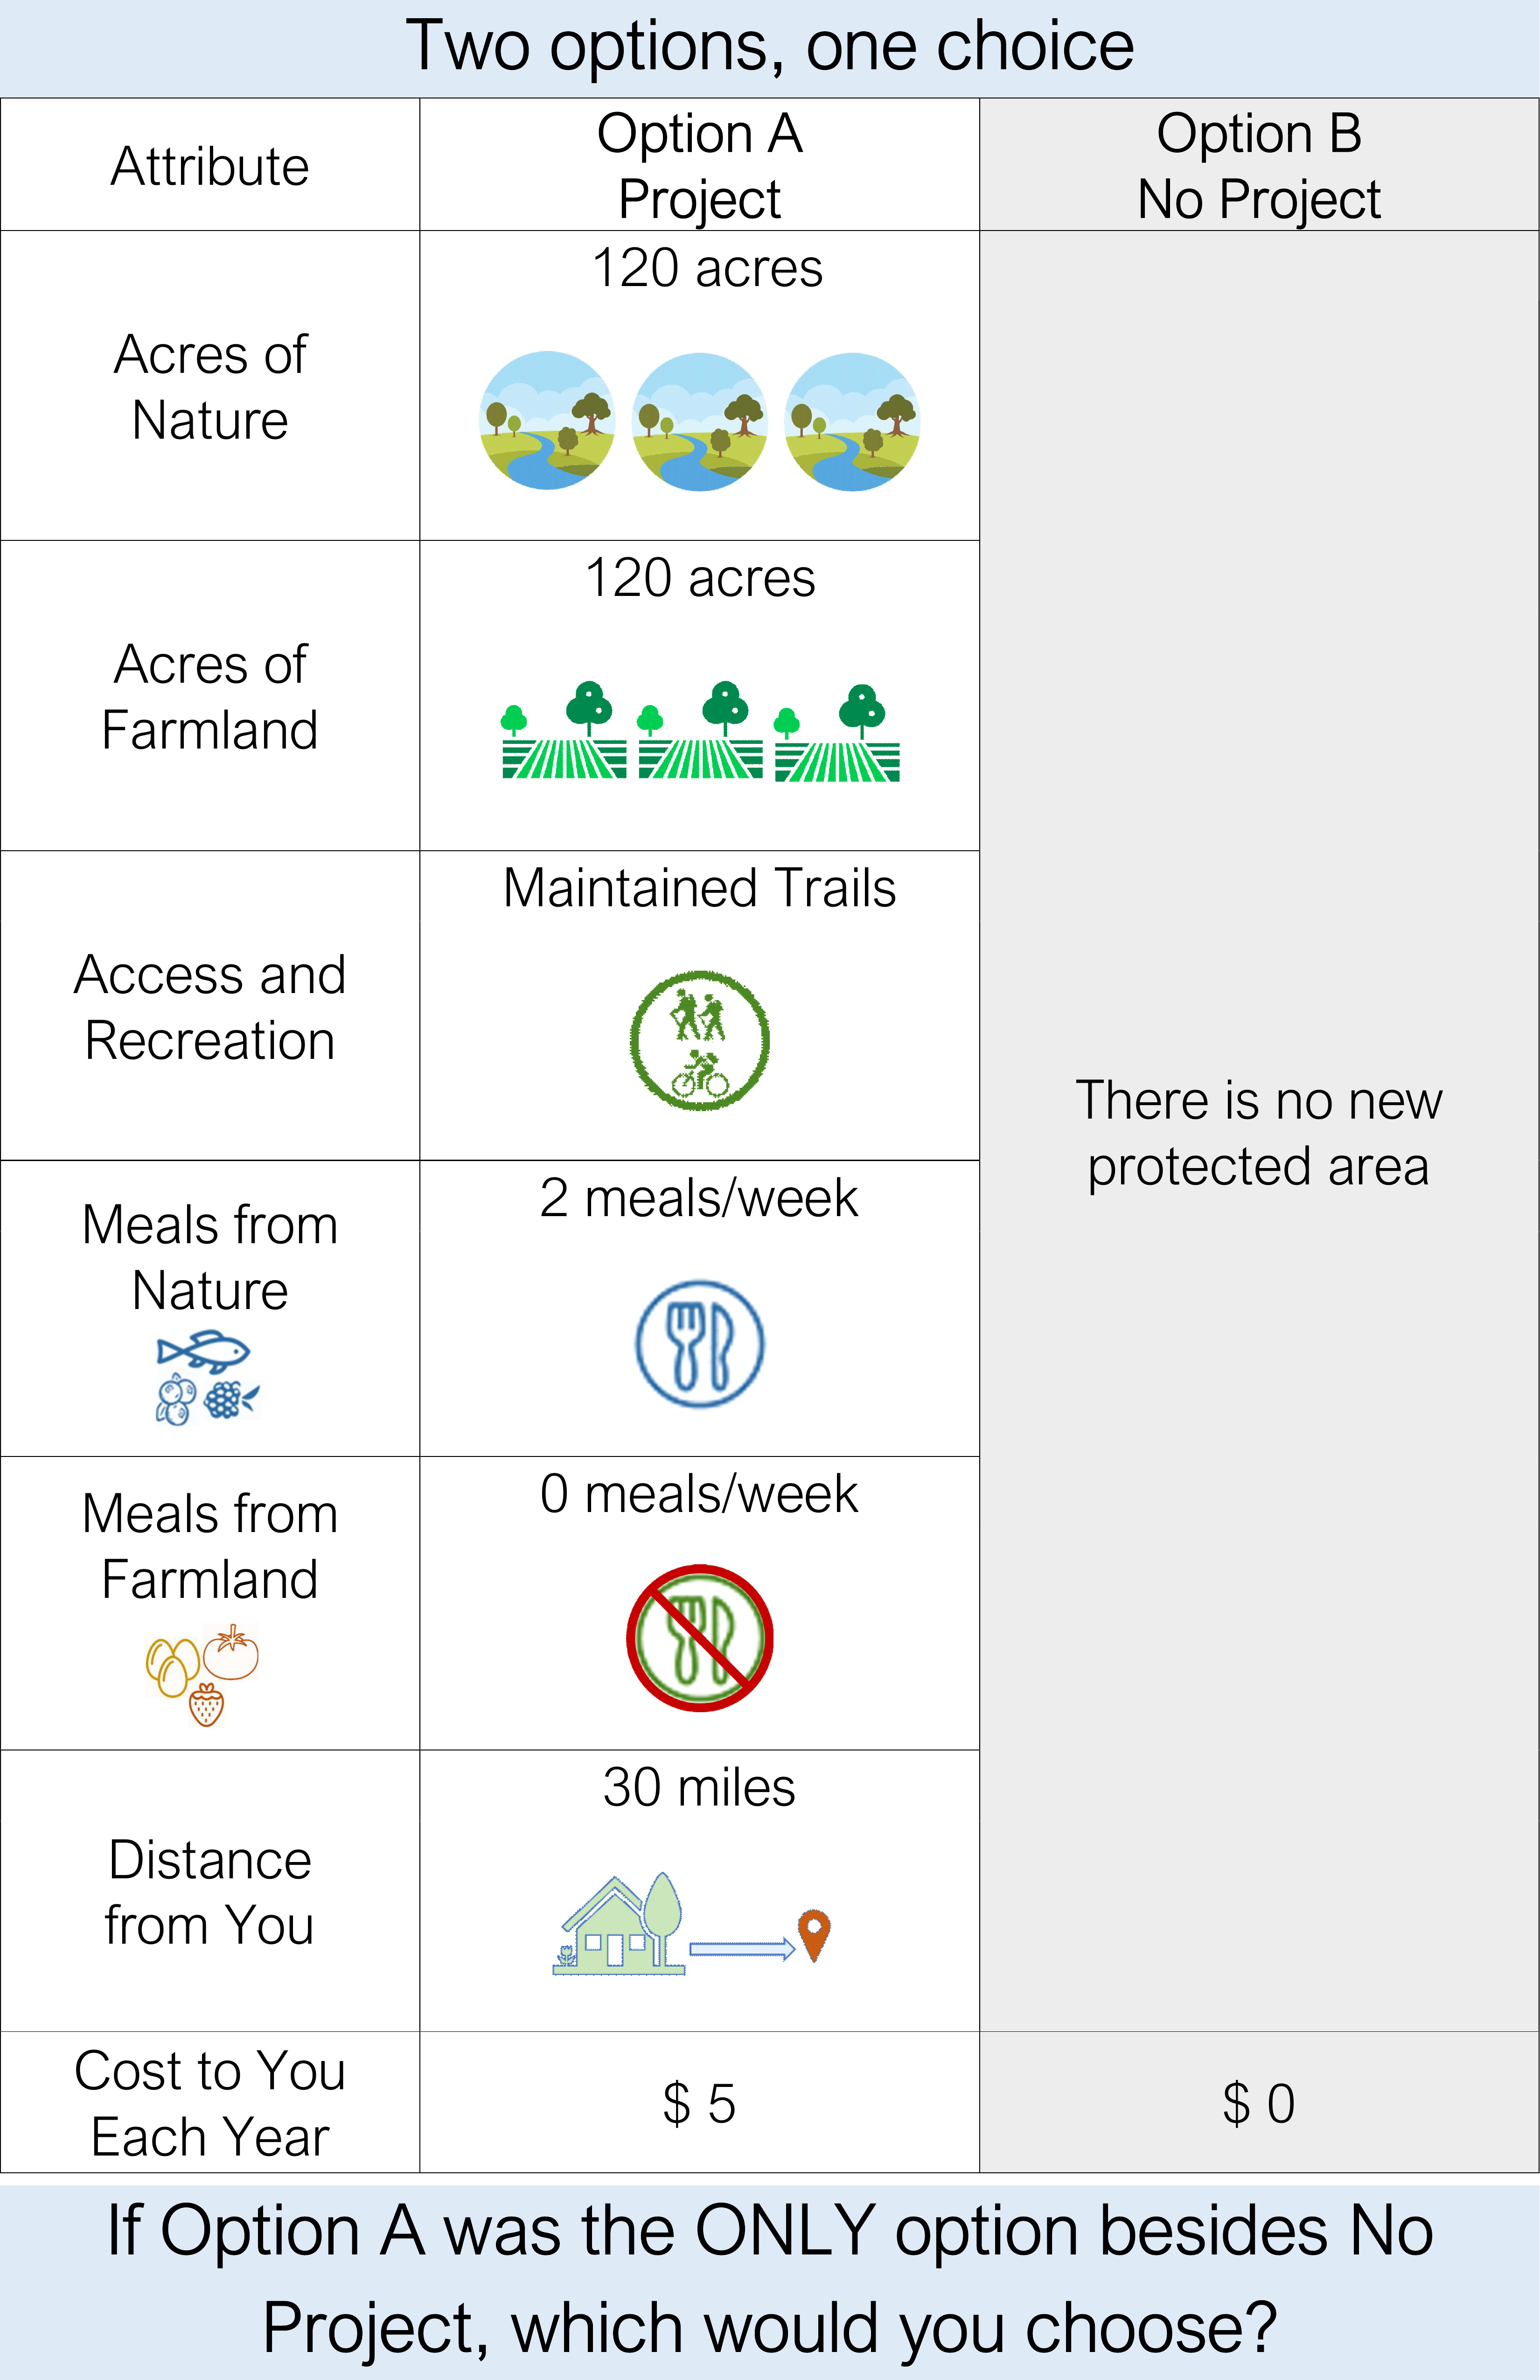 Two options, one choice
Attribute
Option A
Project
Option B
No Project
Acres of
Nature
120 acres
Acres of
Farmland
120 acres
Access and
Recreation
Maintained Trails
There is no new
protected area
Meals from
Nature
2 meals/week
Meals from
Farmland
0 meals/week
Distance
from You
30 miles
Cost to You
Each Year
$ 5
$ 0
If Option A was the ONLY option besides No
Project, which would you choose?